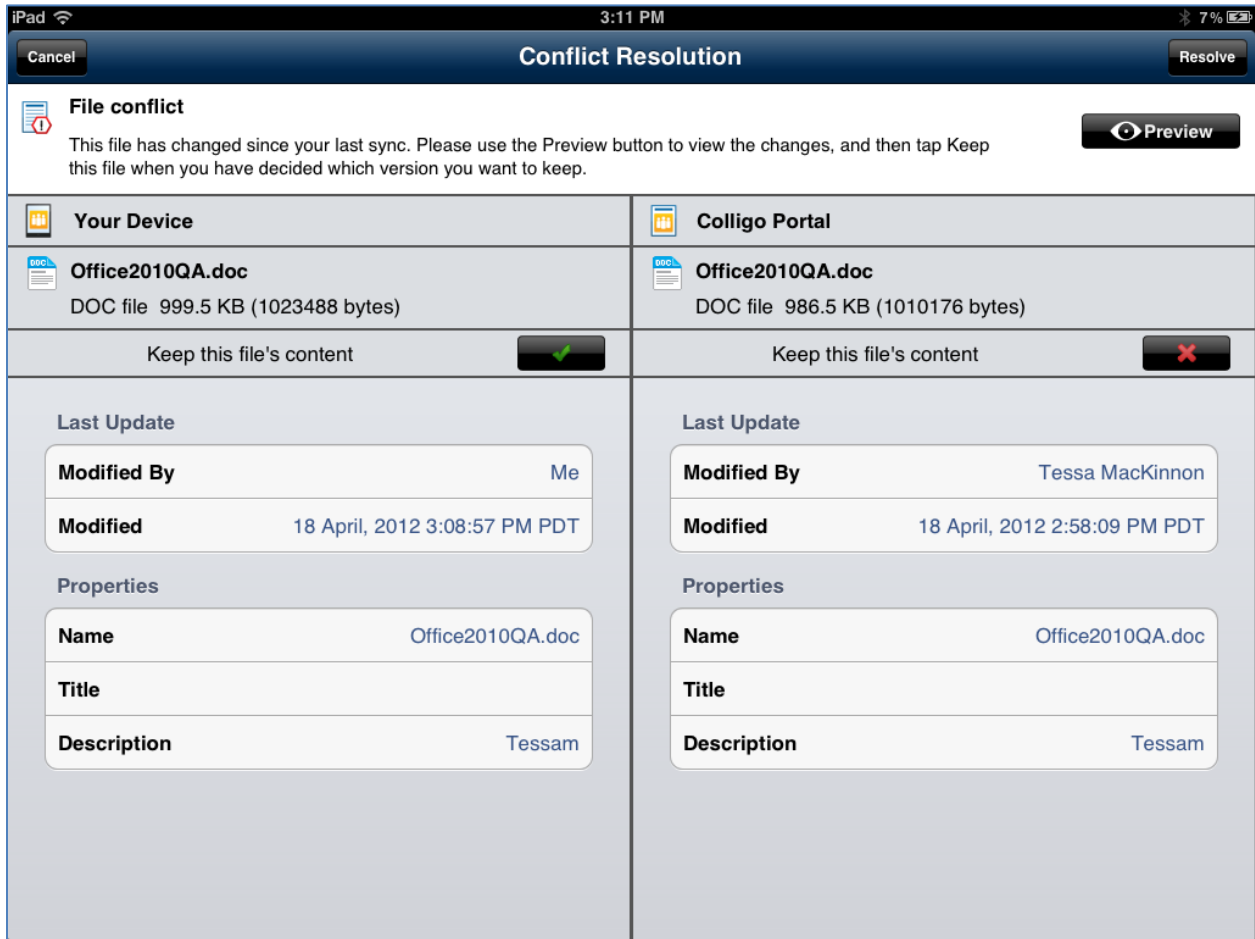 iPad 3:11 PM 7%
Cancel Conflict Resolution Resolve
File conflict
This file has changed since your last sync. Please use the Preview button to view the changes, and then tap Keep
this file when you have decided which version you want to keep.
Preview
Your Device
DOC
Office2010QA.doc
DOC file 999.5 KB (1023488 bytes)
Keep this file's content
Last Update
Modified By Me
Modified 18 April, 2012 3:08:57 PM PDT
Properties
Name Office2010QA.doc
Title
Description Tessam
Colligo Portal
DOC
Office2010QA.doc
DOC file 986.5 KB (1010176 bytes)
Keep this file's content
Last Update
Modified By Tessa MacKinnon
Modified 18 April, 2012 2:58:09 PM PDT
Properties
Name Office2010QA.doc
Title
Description Tessam